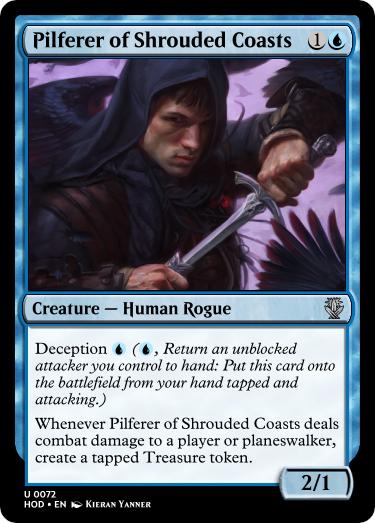 Pilferer of Shrouded Coasts 1
Creature — Human Rogue
Deception (, Return an unblocked
attacker you control to hand: Put this card onto
the battlefield from your hand tapped and
attacking.)
Whenever Pilferer of Shrouded Coasts deals
combat damage to a player or planeswalker,
create a tapped Treasure token.
2/1
U 0072
HOD • EN Kieran Yanner